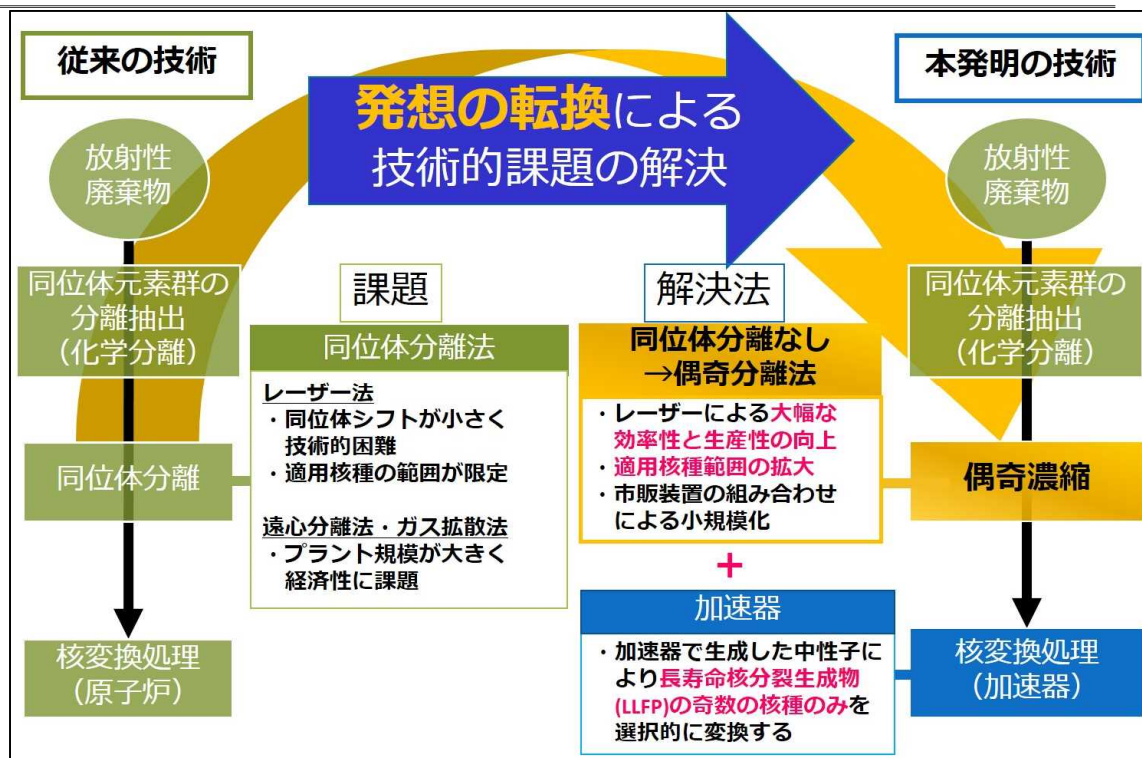 従来の技術
発想の転換による
技術的課題の解決
本発明の技術
放射性
廃棄物
同位体元素群の
分離抽出
（化学分離）
同位体分離
核変換処理
（原子炉）
課題
同位体分離法
レーザー法
・同位体シフトが小さく
技術的困難
・適用核種の範囲が限定
遠心分離法・ガス拡散法
・プラント規模が大きく
経済性に課題
解決法
同位体分離なし
→偶奇分離法
・レーザーによる大幅な
効率性と生産性の向上
・適用核種範囲の拡大
・市販装置の組み合わせ
による小規模化
+
加速器
・加速器で生成した中性子に
より長寿命核分裂生成物
(LLFP)の奇数の核種のみを
選択的に変換する
放射性
廃棄物
同位体元素群の
分離抽出
（化学分離）
偶奇濃縮
核変換処理
（加速器）